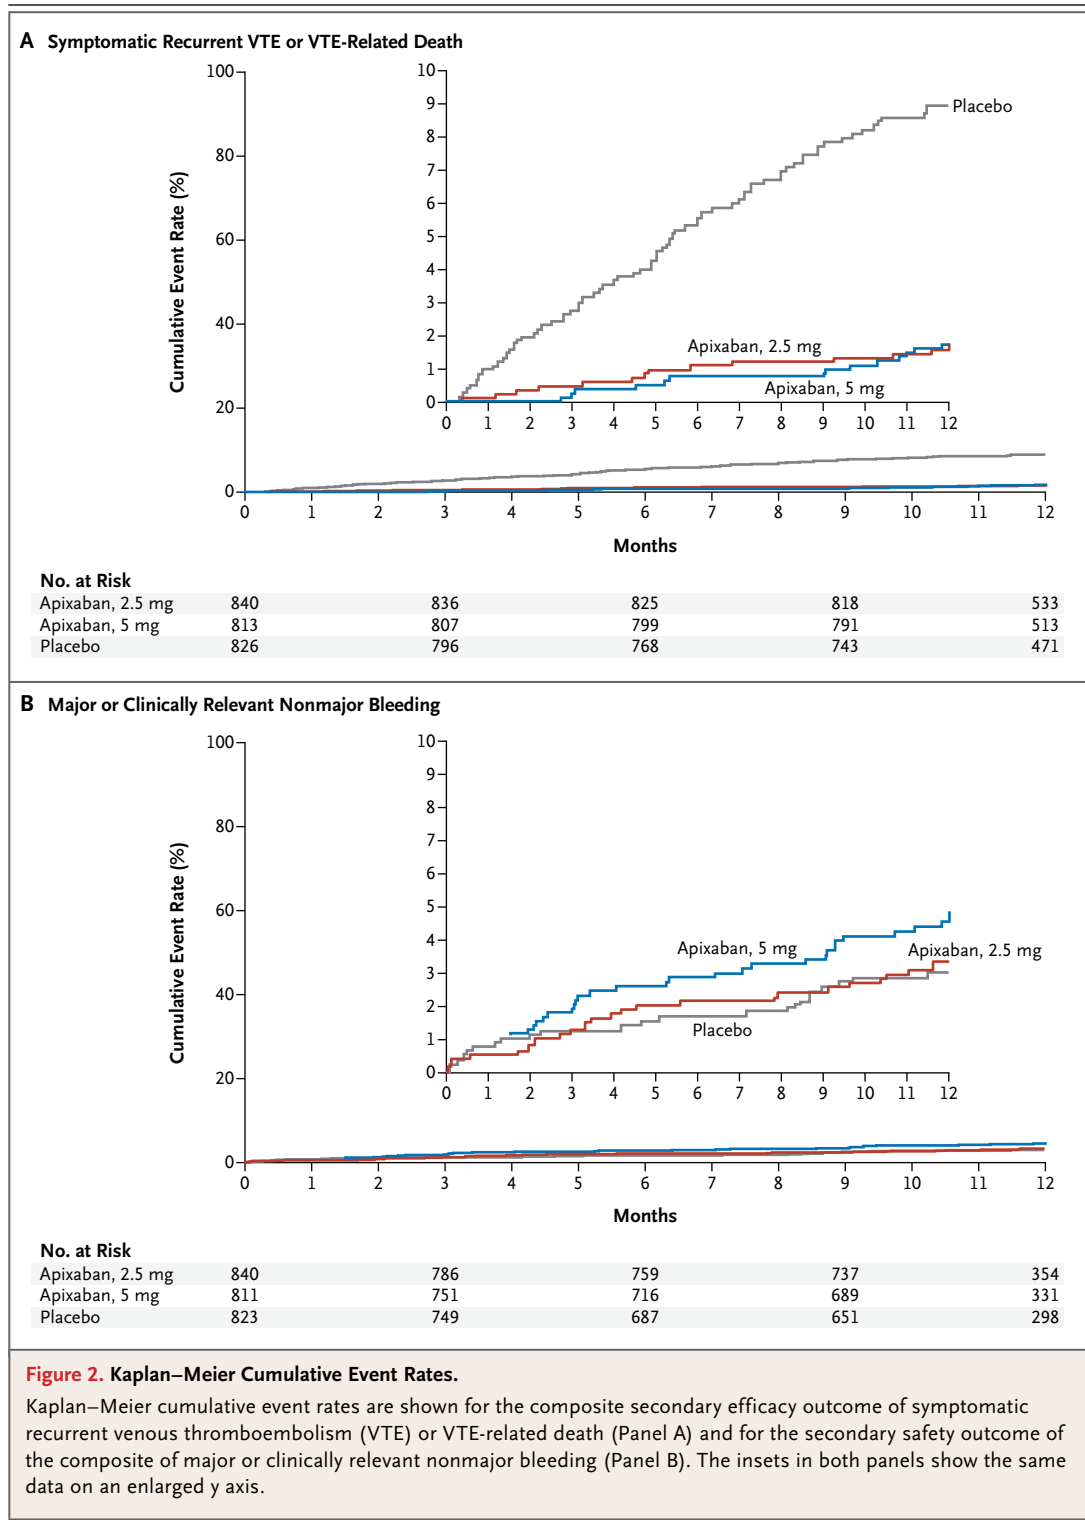 A Symptomatic Recurrent VTE or VTE-Related Death
Cumulative Event Rate (%)
100
80
60
40
20
0
10
9
8
7
6
5
4
3
2
1
0
Placebo
Apixaban, 2.5 mg
Apixaban, 5 mg
0 1 2 3 4 5 6 7 8 9 10 11 12
0 1 2 3 4 5 6 7 8 9 10 11 12
Months
No. at Risk
Apixaban, 2.5 mg 840 836 825 818 533
Apixaban, 5 mg 813 807 799 791 513
Placebo 826 796 768 743 471
B Major or Clinically Relevant Nonmajor Bleeding
Cumulative Event Rate (%)
100
80
60
40
20
0
10
9
8
7
6
5
4
3
2
1
0
Apixaban, 5 mg
Apixaban, 2.5 mg
Placebo
0 1 2 3 4 5 6 7 8 9 10 11 12
0 1 2 3 4 5 6 7 8 9 10 11 12
Months
No. at Risk
Apixaban, 2.5 mg 840 786 759 737 354
Apixaban, 5 mg 811 751 716 689 331
Placebo 823 749 687 651 298
Figure 2. Kaplan–Meier Cumulative Event Rates.
Kaplan–Meier cumulative event rates are shown for the composite secondary efficacy outcome of symptomatic
recurrent venous thromboembolism (VTE) or VTE-related death (Panel A) and for the secondary safety outcome of
the composite of major or clinically relevant nonmajor bleeding (Panel B). The insets in both panels show the same
data on an enlarged y axis.